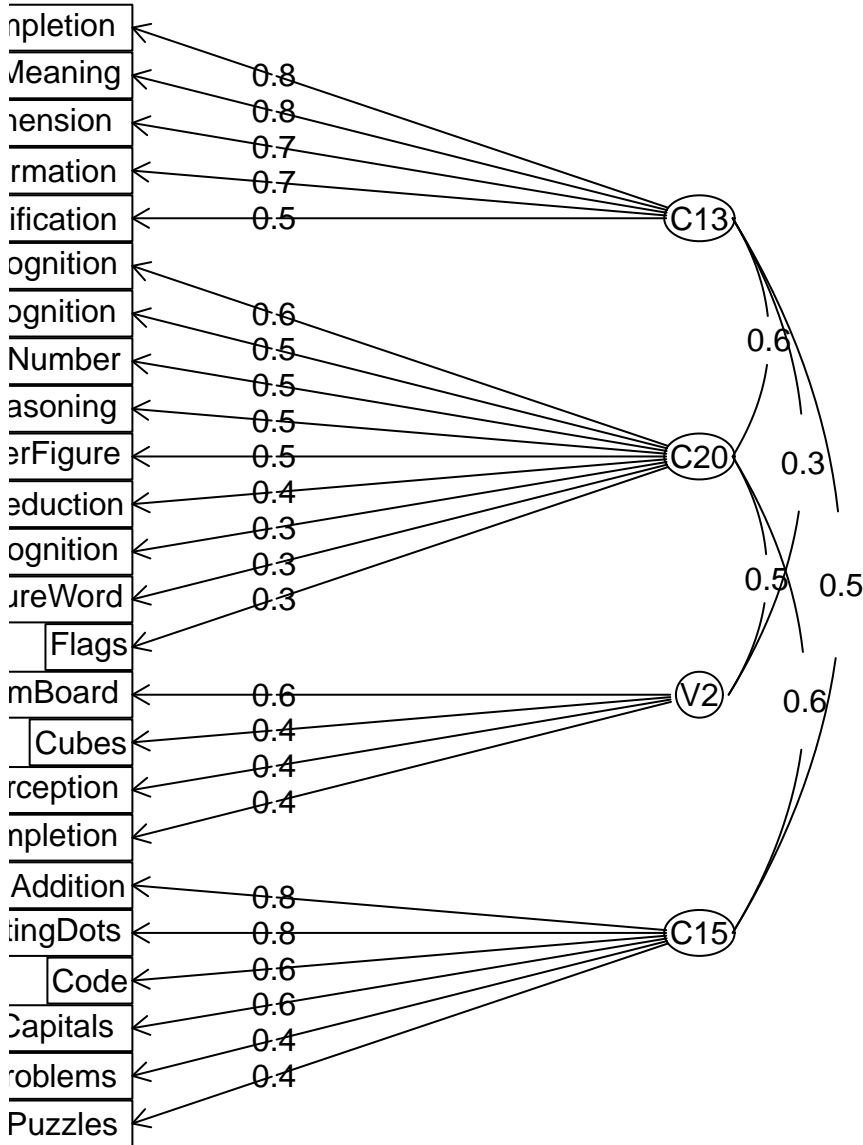 mpletion
Meaning
0.8
0.8
hension
0.7
rmation
0.7
ification
0.5
C13
ognition
ognition
0.6
0.6
Number
0.5
0.5
asoning
0.5
erFigure
0.5
C20
0.3
eduction
0.4
ognition
0.3
0.3
ureWord
0.3
0.5
0.5
Flags
mBoard
0.6
V2
0.6
Cubes
0.4
rception
0.4
0.4
mpletion
Addition
0.8
tingDots
0.8
C15
Code
0.6
0.6
Capitals
0.4
roblems
0.4
Puzzles